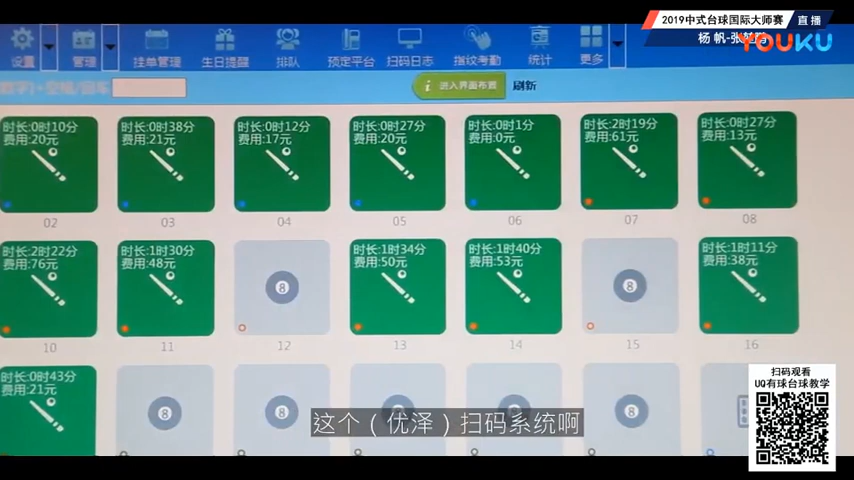 2019中式台球国际大师赛 直播
杨 帆-张堃鹏
YOUKU
设置 管理 挂单管理 生日提醒 排队 预定平台 扫码日志 指纹考勤 统计 更多
进入界面布置 刷新
时长:0时10分
费用:20元
02
时长:0时38分
费用:21元
03
时长:0时12分
费用:17元
04
时长:0时27分
费用:20元
05
时长:0时1分
费用:0元
06
时长:2时19分
费用:61元
07
时长:0时27分
费用:13元
08
时长:2时22分
费用:76元
10
时长:1时30分
费用:48元
11
8
12
时长:1时34分
费用:50元
13
时长:1时40分
费用:53元
14
8
15
时长:1时11分
费用:38元
16
时长:0时43分
费用:21元
8
8
8
这个（优泽）扫码系统啊
扫码观看
UQ有球台球教学